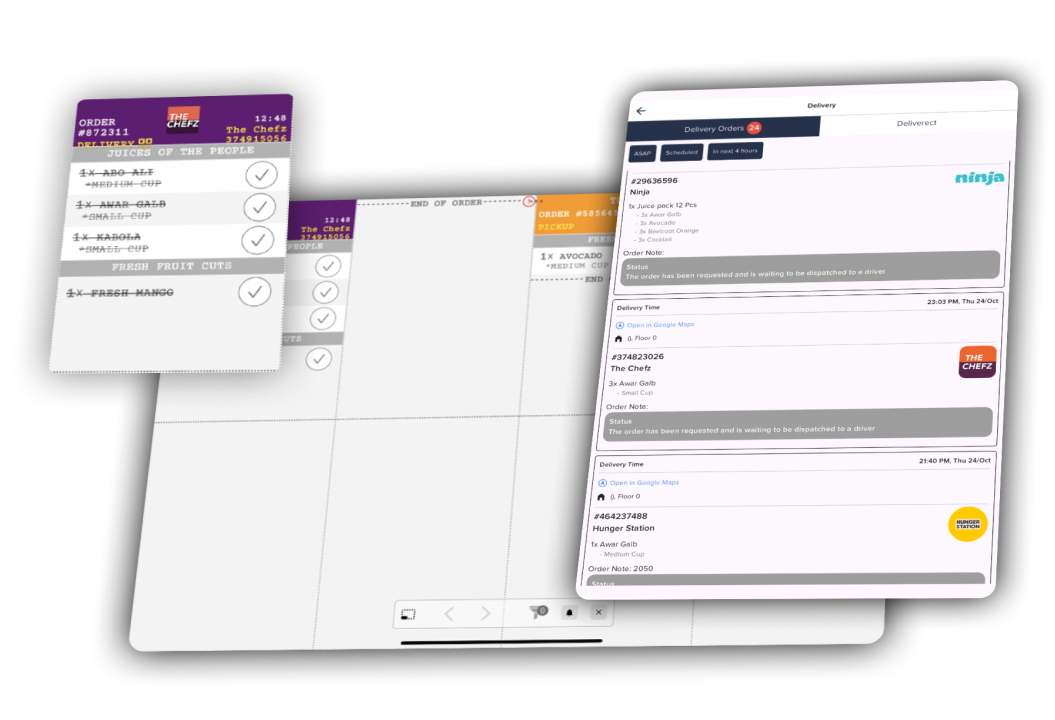 ORDER
#872311
DELIVERY
THE
CHEFZ
12:48
The Chefz
374915056
JUICES OF THE PEOPLE
1× ABO ALI
*MEDIUM CUP
1× AWAR GALB
*SMALL CUP
1× KABOLA
*SMALL CUP
FRESH FRUIT CUTS
1× FRESH MANGO
12:48
The Chefz
374915056
PEOPLE
CUTS
END OF ORDER
ORDER #58564
PICKUP
FRES
1× AVOCADO
*MEDIUM CUP
END
0
Delivery
Delivery Orders 24
Deliverect
ASAP
Scheduled
In next 4 hours
#29636596
Ninja
ninja
1x Juice pack 12 Pcs
- 3x Awar Galb
- 3x Avocado
- 3x Beetroot Orange
- 3x Cocktail
Order Note:
Status
The order has been requested and is waiting to be dispatched to a driver
Delivery Time
23:03 PM, Thu 24/Oct
Open in Google Maps
(), Floor 0
#374823026
The Chefz
THE
CHEFZ
3x Awar Galb
- Small Cup
Order Note:
Status
The order has been requested and is waiting to be dispatched to a driver
Delivery Time
21:40 PM, Thu 24/Oct
Open in Google Maps
(), Floor 0
#464237488
Hunger Station
HUNGER
STATION
1x Awar Galb
- Medium Cup
Order Note: 2050
Status